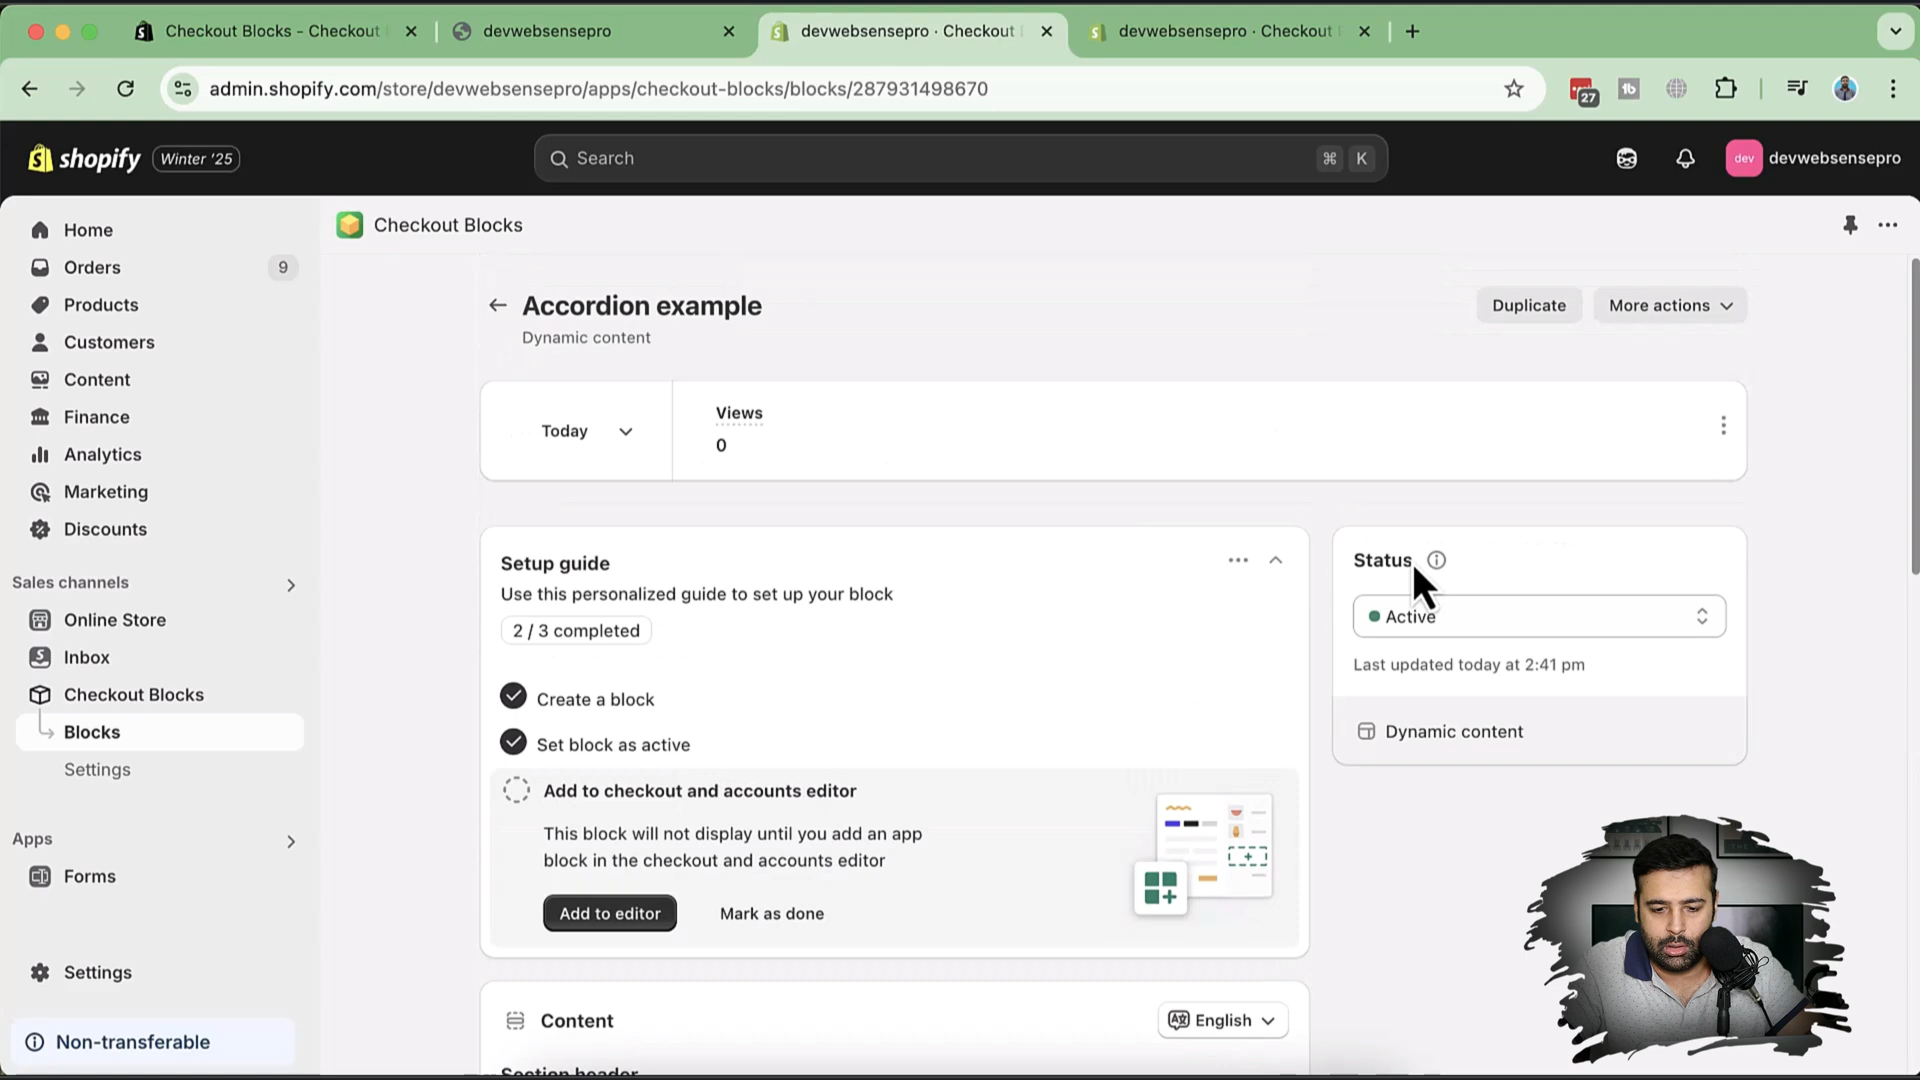 Checkout Blocks - Checkout
devwebsensepro
devwebsensepro · Checkout
devwebsensepro · Checkout
admin.shopify.com/store/devwebsensepro/apps/checkout-blocks/blocks/287931498670
27
shopify
Winter '25
Search
⌘
K
dev
devwebsensepro
Home
Orders
9
Products
Customers
Content
Finance
Analytics
Marketing
Discounts
Sales channels
Online Store
Inbox
Checkout Blocks
Blocks
Settings
Apps
Forms
Settings
Non-transferable
Checkout Blocks
Accordion example
Dynamic content
Duplicate
More actions
Today
Views
0
Setup guide
Use this personalized guide to set up your block
2 / 3 completed
Create a block
Set block as active
Add to checkout and accounts editor
This block will not display until you add an app
block in the checkout and accounts editor
Add to editor
Mark as done
Status
Active
Last updated today at 2:41 pm
Dynamic content
Content
English
Section header